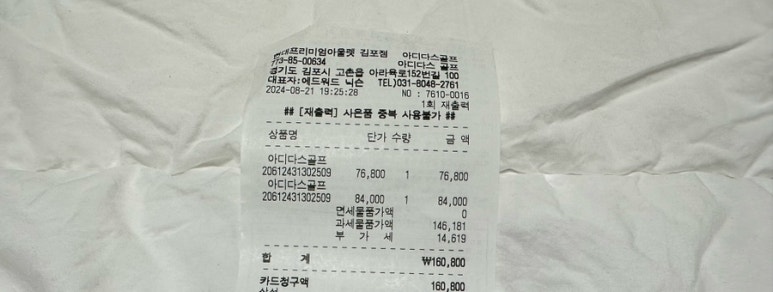 현대프리미엄아울렛 김포점 아디다스골프
113-85-00634 아디다스 골프
경기도 김포시 고촌읍 아라육로152번길 100
대표자:에드워드 닉슨 TEL)031-8048-2761
2024-08-21 19:25:28 NO : 7610-0016
1회 재출력
## [재출력] 사은품 중복 사용불가 ##
상품명 단가 수량 금 액
아디다스골프
20612431302509 76,800 1 76,800
아디다스골프
20612431302509 84,000 1 84,000
면세물품가액 0
과세물품가액 146,181
부 가 세 14,619
합 계 ₩160,800
카드청구액 160,800